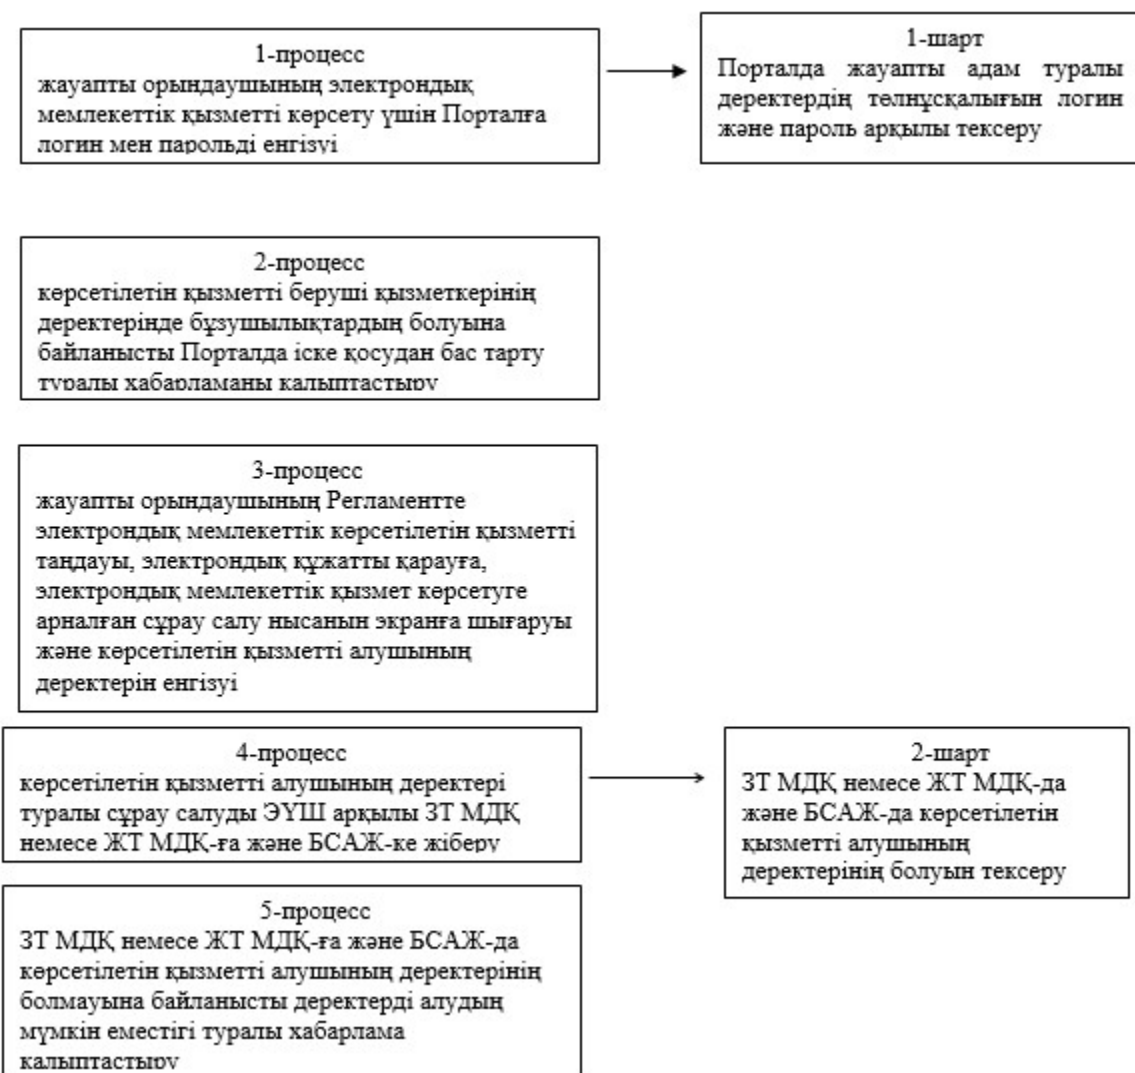 1-процесс
жауапты орындаушының электрондық
мемлекеттік қызметті көрсету үшін Порталға
логин мен парольді енгізуі
1-шарт
Порталда жауапты адам туралы
деректердің төлнұсқалығын логин
және пароль арқылы тексеру
2-процесс
көрсетілетін қызметті беруші қызметкерінің
деректерінде бұзушылықтардың болуына
байланысты Порталда іске қосудан бас тарту
туралы хабарламаны қалыптастыру
3-процесс
жауапты орындаушының Регламентте
электрондық мемлекеттік көрсетілетін қызметті
таңдауы, электрондық құжатты қарауға,
электрондық мемлекеттік қызмет көрсетуге
арналған сұрау салу нысанын экранға шығаруы
және көрсетілетін қызметті алушының
деректерін енгізуі
4-процесс
көрсетілетін қызметті алушының деректері
туралы сұрау салуды ЭҮШ арқылы ЗТ МДҚ
немесе ЖТ МДҚ-ға және БСАЖ-ке жіберу
2-шарт
ЗТ МДҚ немесе ЖТ МДҚ-да
және БСАЖ-да көрсетілетін
қызметті алушының
деректерінің болуын тексеру
5-процесс
ЗТ МДҚ немесе ЖТ МДҚ-ға және БСАЖ-да
көрсетілетін қызметті алушының деректерінің
болмауына байланысты деректерді алудың
мүмкін еместігі туралы хабарлама
қалыптастыру